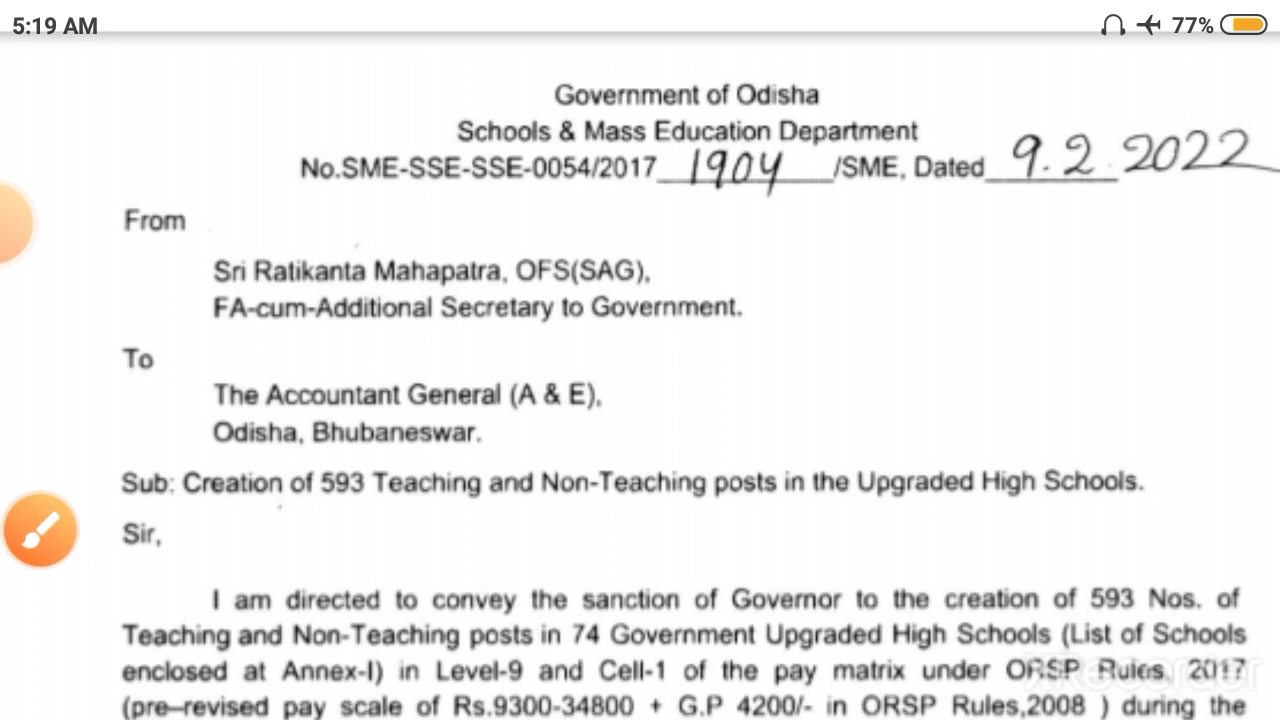 5:19 AM 77%
Government of Odisha
Schools & Mass Education Department
No.SME-SSE-SSE-0054/2017 1904 /SME, Dated 9.2.2022
From
Sri Ratikanta Mahapatra, OFS(SAG),
FA-cum-Additional Secretary to Government.
To
The Accountant General (A & E),
Odisha, Bhubaneswar.
Sub: Creation of 593 Teaching and Non-Teaching posts in the Upgraded High Schools.
Sir,
I am directed to convey the sanction of Governor to the creation of 593 Nos. of
Teaching and Non-Teaching posts in 74 Government Upgraded High Schools (List of Schools
enclosed at Annex-I) in Level-9 and Cell-1 of the pay matrix under ORSP Rules, 2017
XRecorder
(pre-revised pay scale of Rs.9300-34800 + G.P 4200/- in ORSP Rules,2008 ) during the